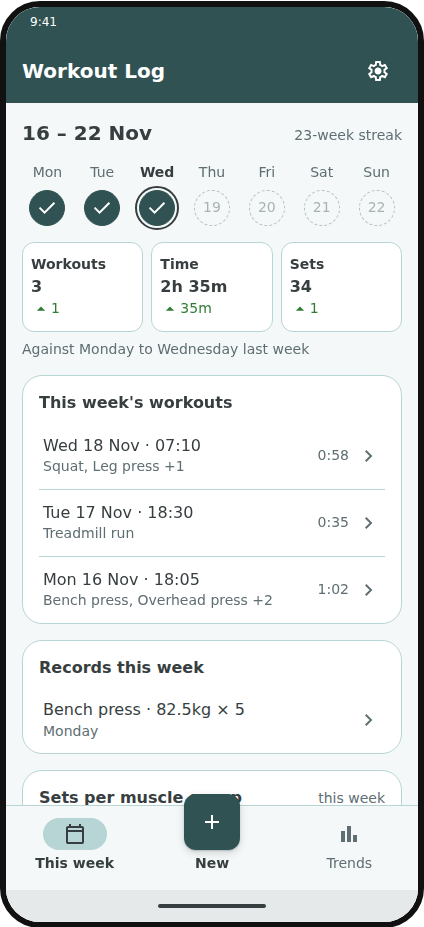 9:41
Workout Log
16 – 22 Nov
23-week streak
Mon Tue Wed Thu Fri Sat Sun
19 20 21 22
Workouts Time Sets
3 2h 35m 34
1 35m 1
Against Monday to Wednesday last week
This week's workouts
Wed 18 Nov · 07:10
Squat, Leg press +1
0:58
Tue 17 Nov · 18:30
Treadmill run
0:35
Mon 16 Nov · 18:05
Bench press, Overhead press +2
1:02
Records this week
Bench press · 82.5kg × 5
Monday
Sets per muscle
this week
This week
New
Trends